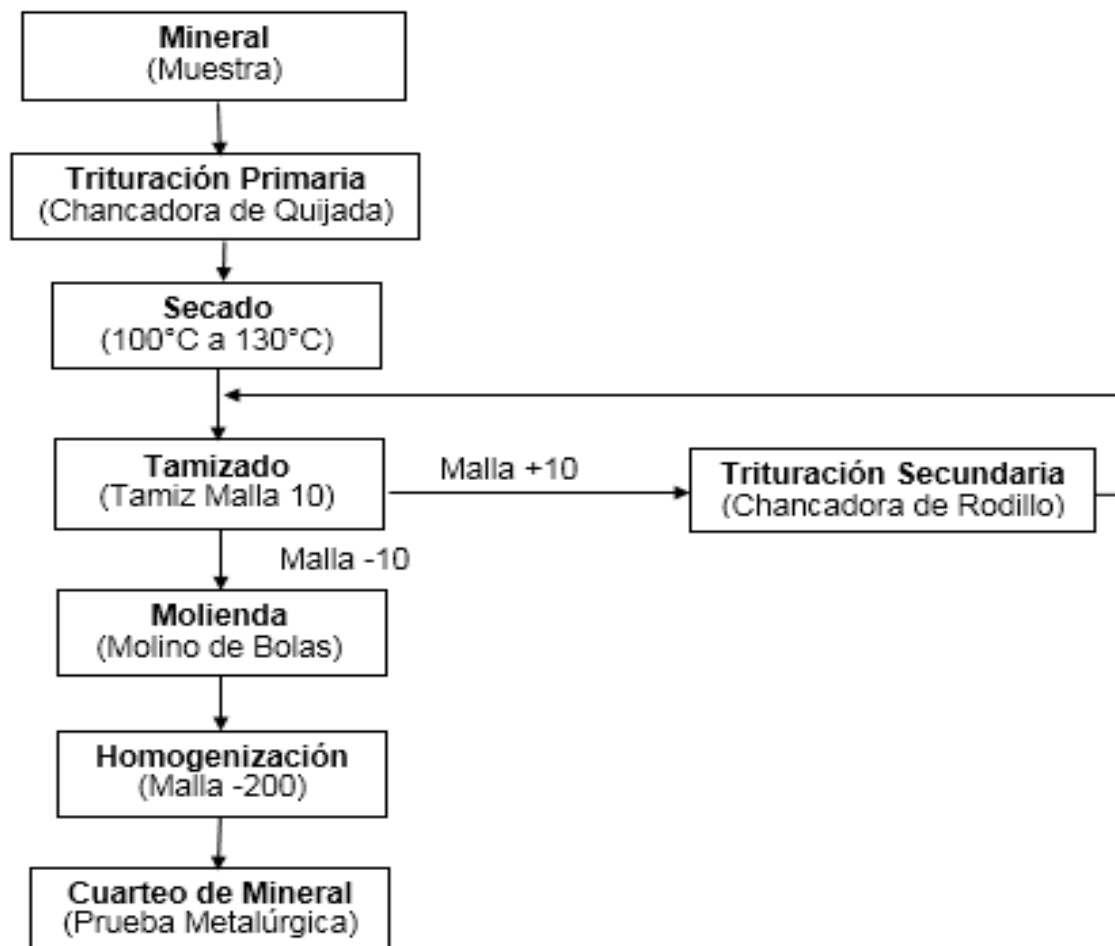 Mineral
(Muestra)
Trituración Primaria
(Chancadora de Quijada)
Secado
(100°C a 130°C)
Tamizado
(Tamiz Malla 10)
Malla +10
Trituración Secundaria
(Chancadora de Rodillo)
Malla -10
Molienda
(Molino de Bolas)
Homogenización
(Malla -200)
Cuarteo de Mineral
(Prueba Metalúrgica)